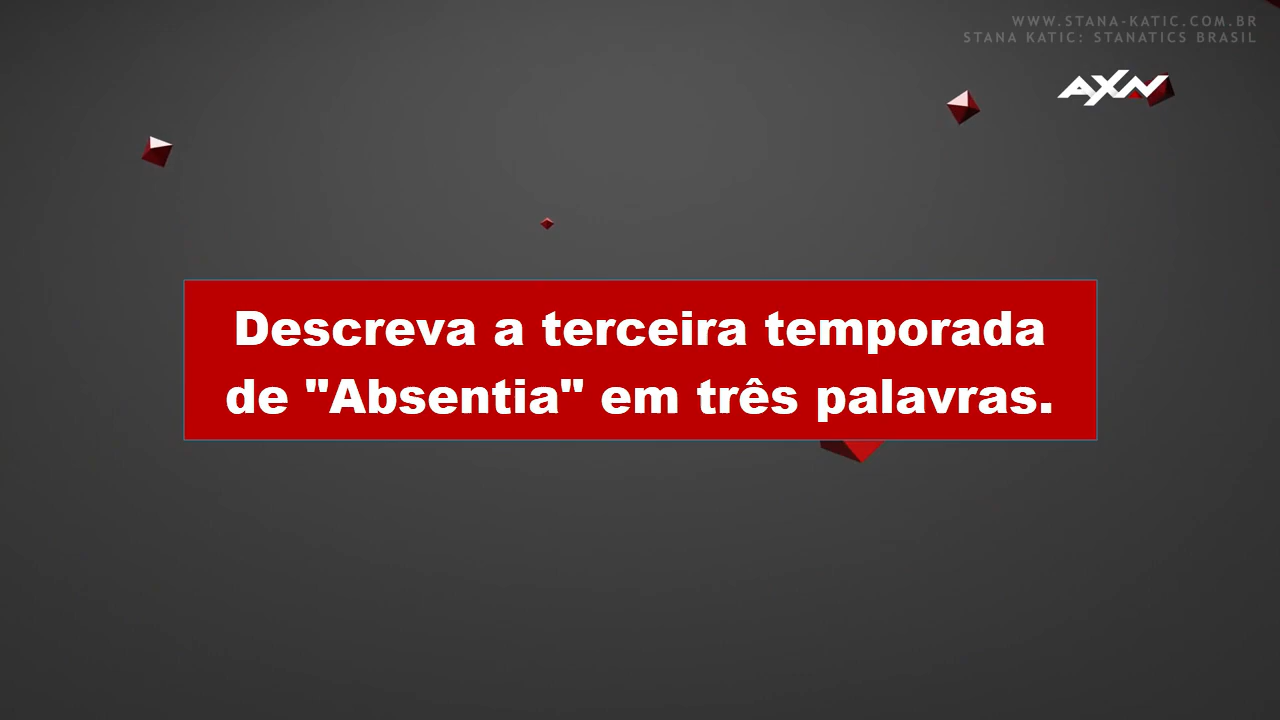 WWW.STANA-KATIC.COM.BR
STANA KATIC: STANATICS BRASIL
AXN
Descreva a terceira temporada
de "Absentia" em três palavras.